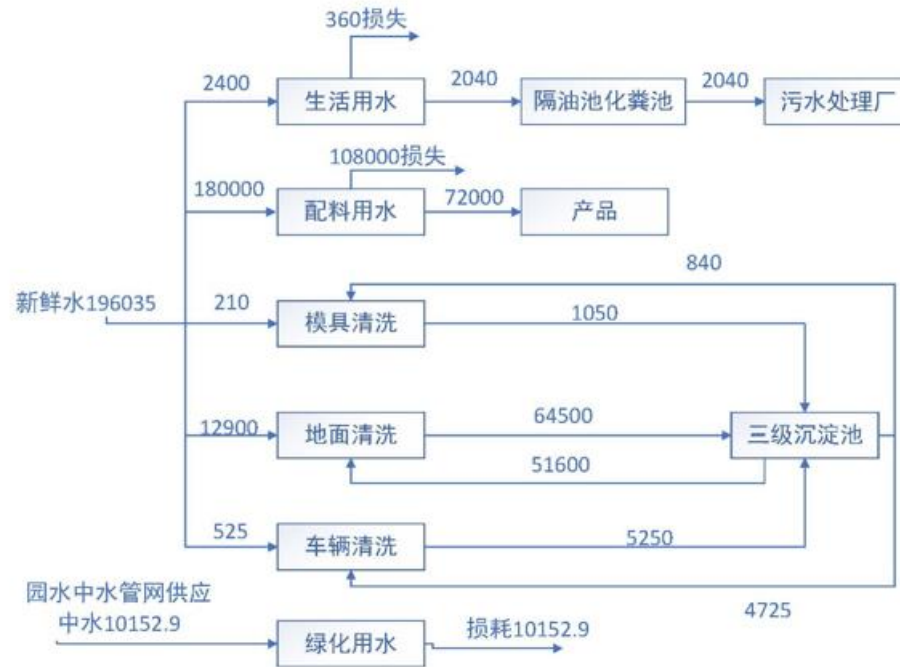 360损失
2400
生活用水
2040
隔油池化粪池
2040
污水处理厂
108000损失
180000
配料用水
72000
产品
840
新鲜水196035
210
模具清洗
1050
12900
地面清洗
64500
三级沉淀池
51600
525
车辆清洗
5250
4725
园水中水管网供应
中水10152.9
绿化用水
损耗10152.9